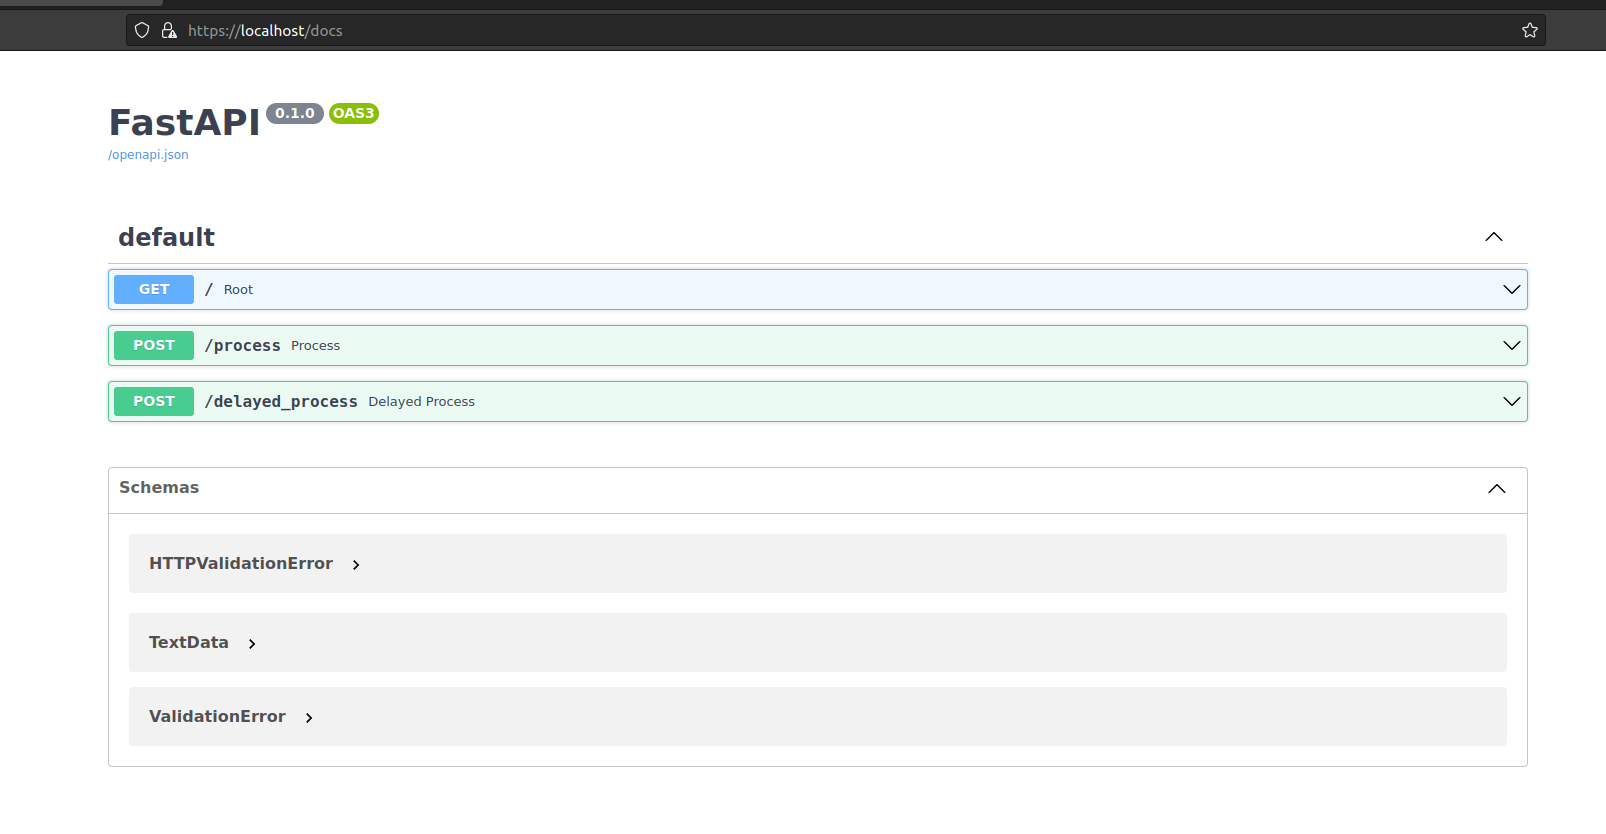 https://localhost/docs
FastAPI 0.1.0 OAS3
/openapi.json
default
GET / Root
POST /process Process
POST /delayed_process Delayed Process
Schemas
HTTPValidationError
TextData
ValidationError